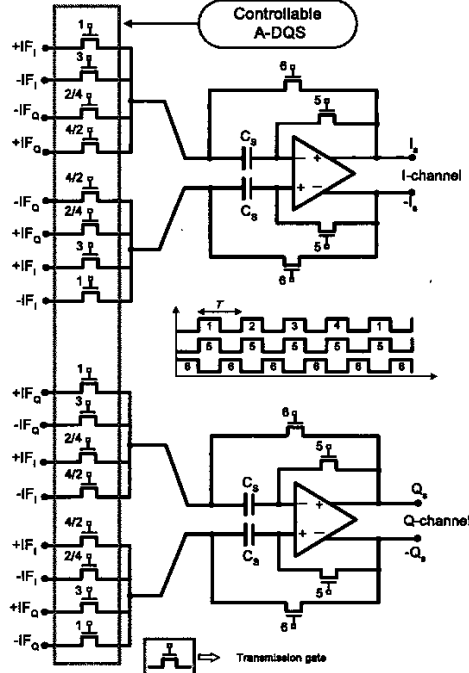 Controllable
A-DQS
1
+IF_I
3
-IF_I
2/4
-IF_Q
4/2
+IF_Q
4/2
-IF_Q
2/4
+IF_Q
3
+IF_I
1
-IF_I
6
5
C_S
- +
I_s
I-channel
C_S
+ −
-I_s
5
6
T
1 2 3 4 1
5 5 5 5 5
6 6 6 6 6 6
1
+IF_Q
3
-IF_Q
2/4
+IF_I
4/2
-IF_I
4/2
+IF_I
2/4
-IF_I
3
+IF_Q
1
-IF_Q
6
5
C_S
- +
Q_s
Q-channel
C_S
+ −
-Q_s
5
6
Transmission gate